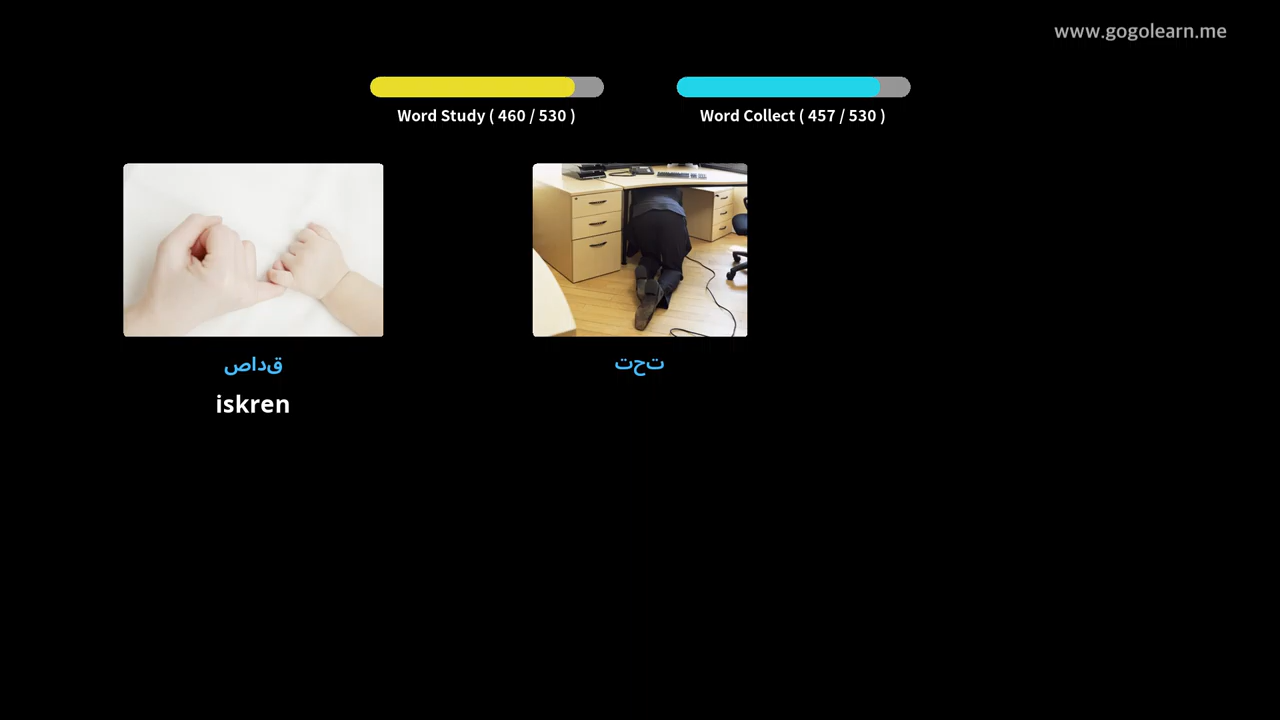 www.gogolearn.me
Word Study ( 460 / 530 )
Word Collect ( 457 / 530 )
قداص
تحت
iskren